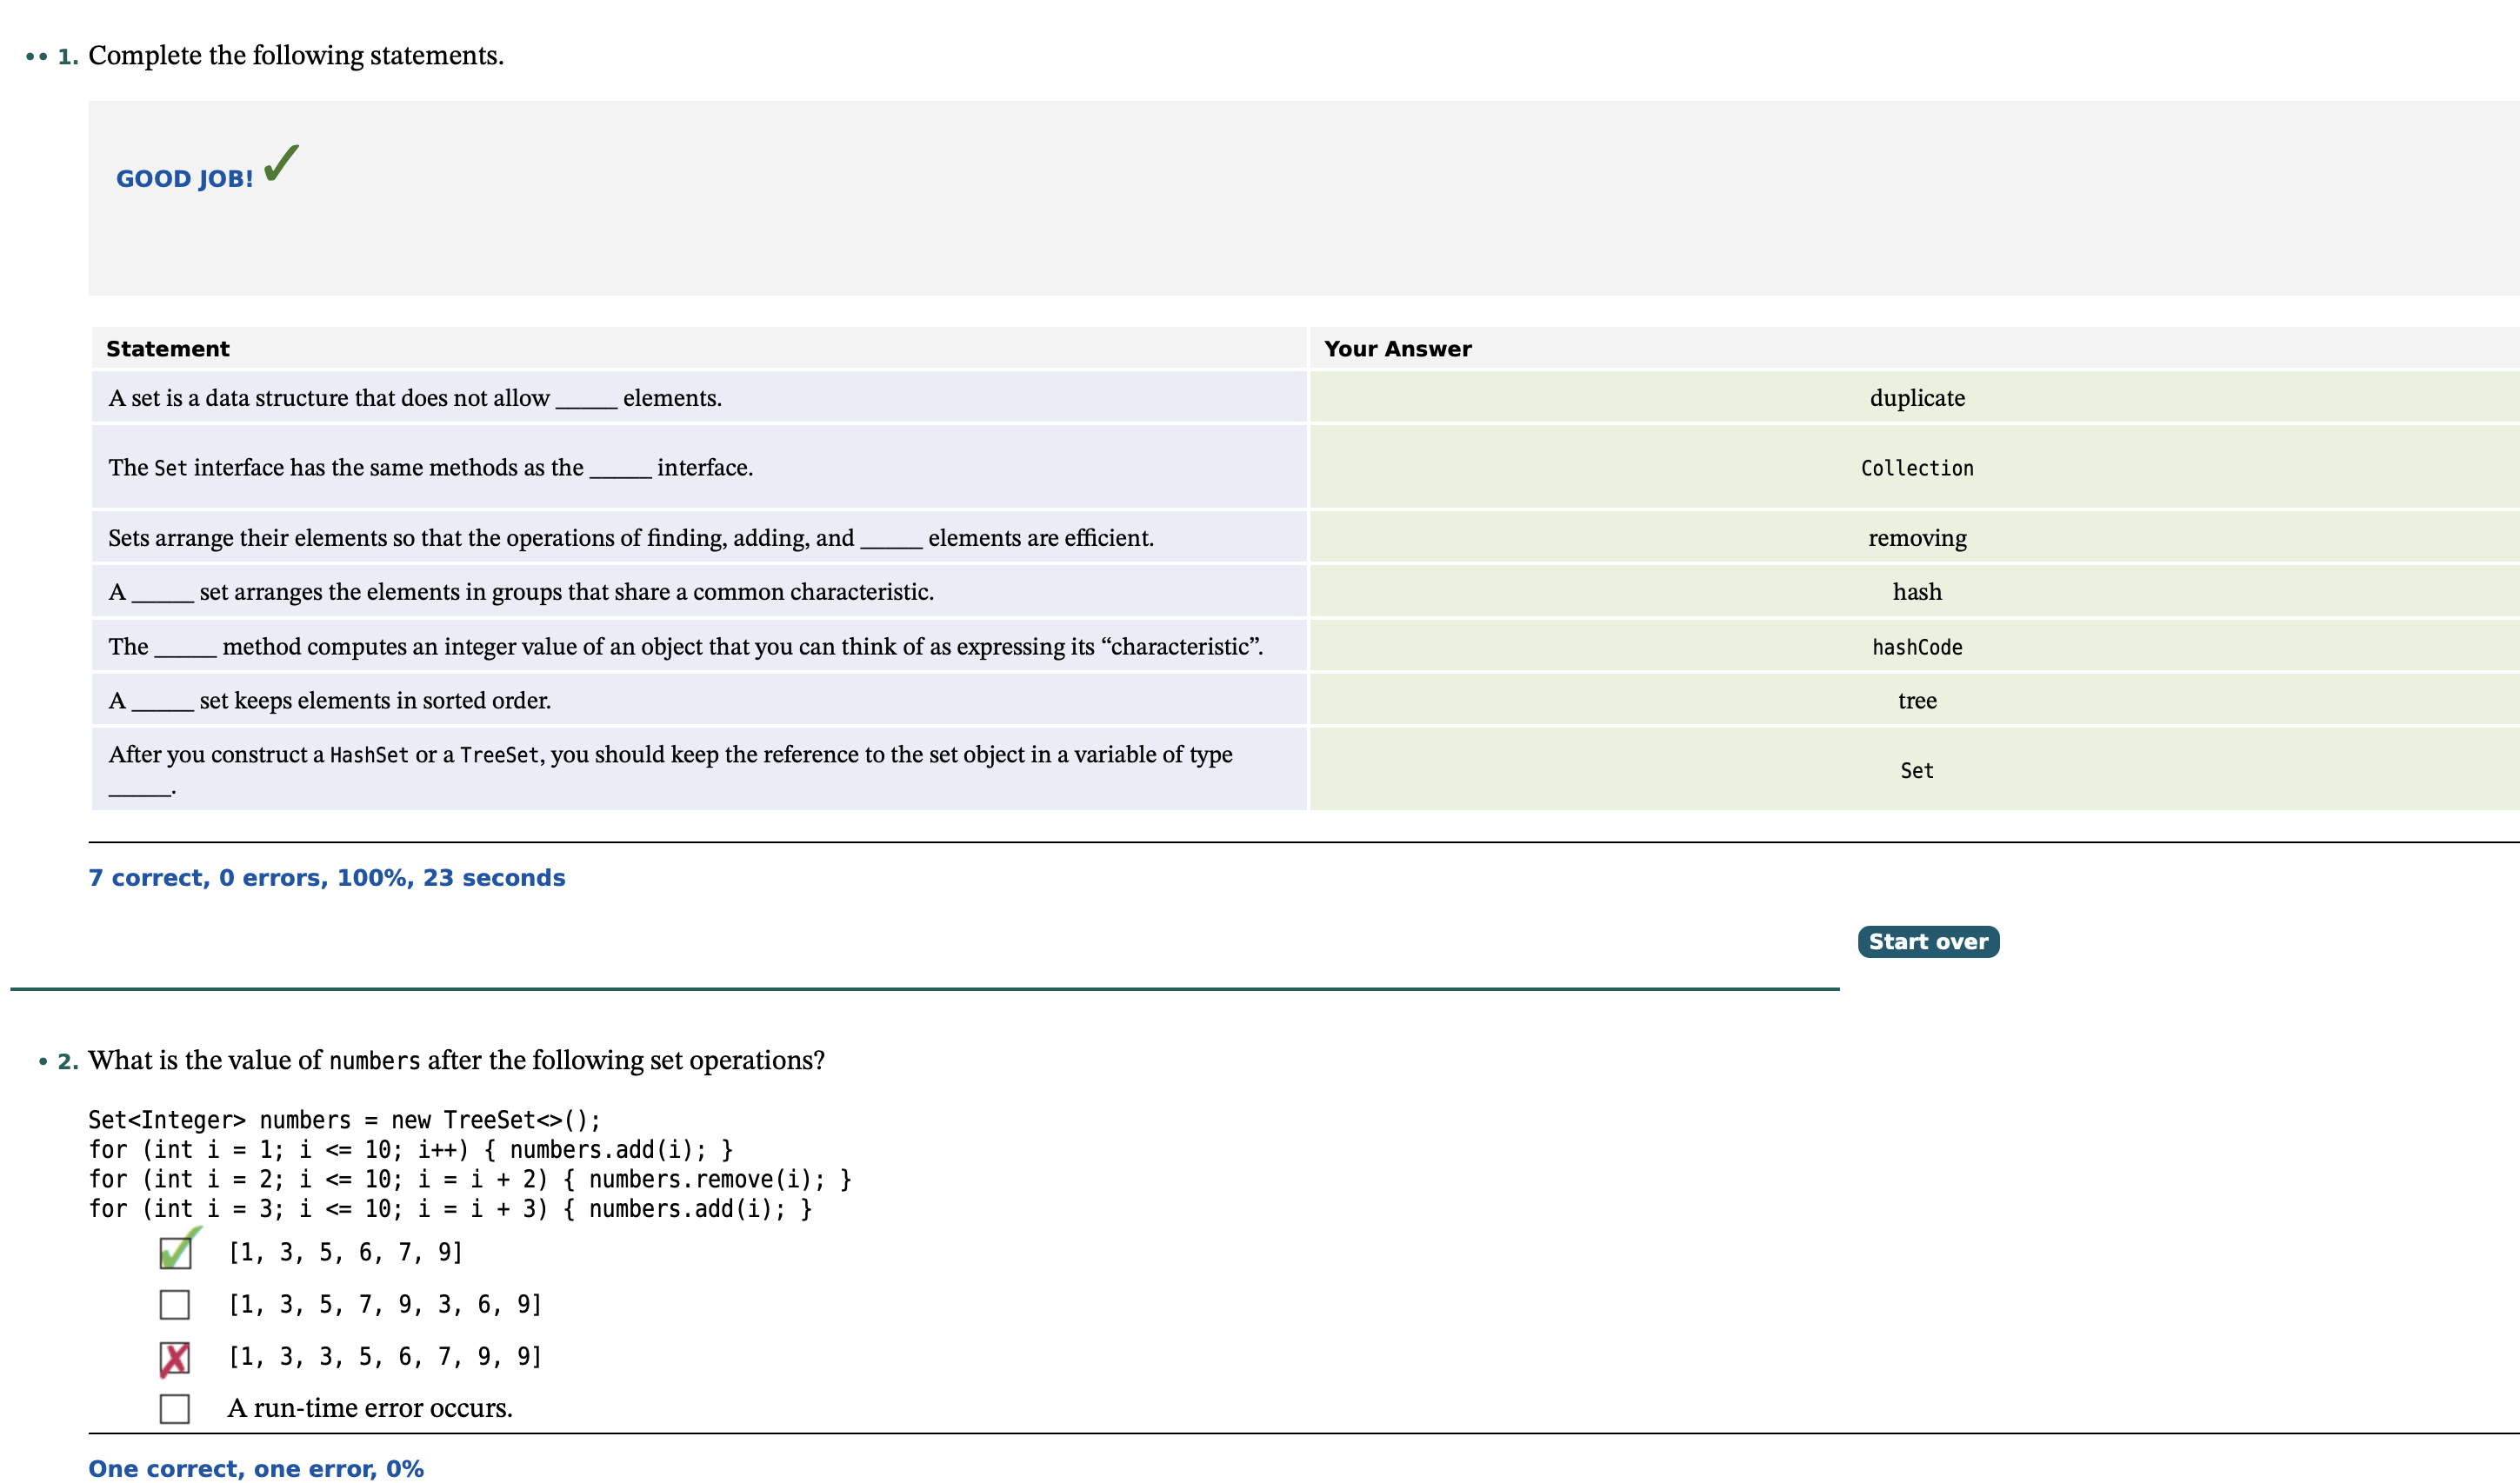 •• 1. Complete the following statements.
GOOD JOB!
Statement Your Answer
A set is a data structure that does not allow _____ elements. duplicate
The Set interface has the same methods as the _____ interface. Collection
Sets arrange their elements so that the operations of finding, adding, and _____ elements are efficient. removing
A _____ set arranges the elements in groups that share a common characteristic. hash
The _____ method computes an integer value of an object that you can think of as expressing its “characteristic”. hashCode
A _____ set keeps elements in sorted order. tree
After you construct a HashSet or a TreeSet, you should keep the reference to the set object in a variable of type
_____. Set
7 correct, 0 errors, 100%, 23 seconds
Start over
• 2. What is the value of numbers after the following set operations?
Set<Integer> numbers = new TreeSet<>();
for (int i = 1; i <= 10; i++) { numbers.add(i); }
for (int i = 2; i <= 10; i = i + 2) { numbers.remove(i); }
for (int i = 3; i <= 10; i = i + 3) { numbers.add(i); }
[1, 3, 5, 6, 7, 9]
[1, 3, 5, 7, 9, 3, 6, 9]
[1, 3, 3, 5, 6, 7, 9, 9]
A run-time error occurs.
One correct, one error, 0%